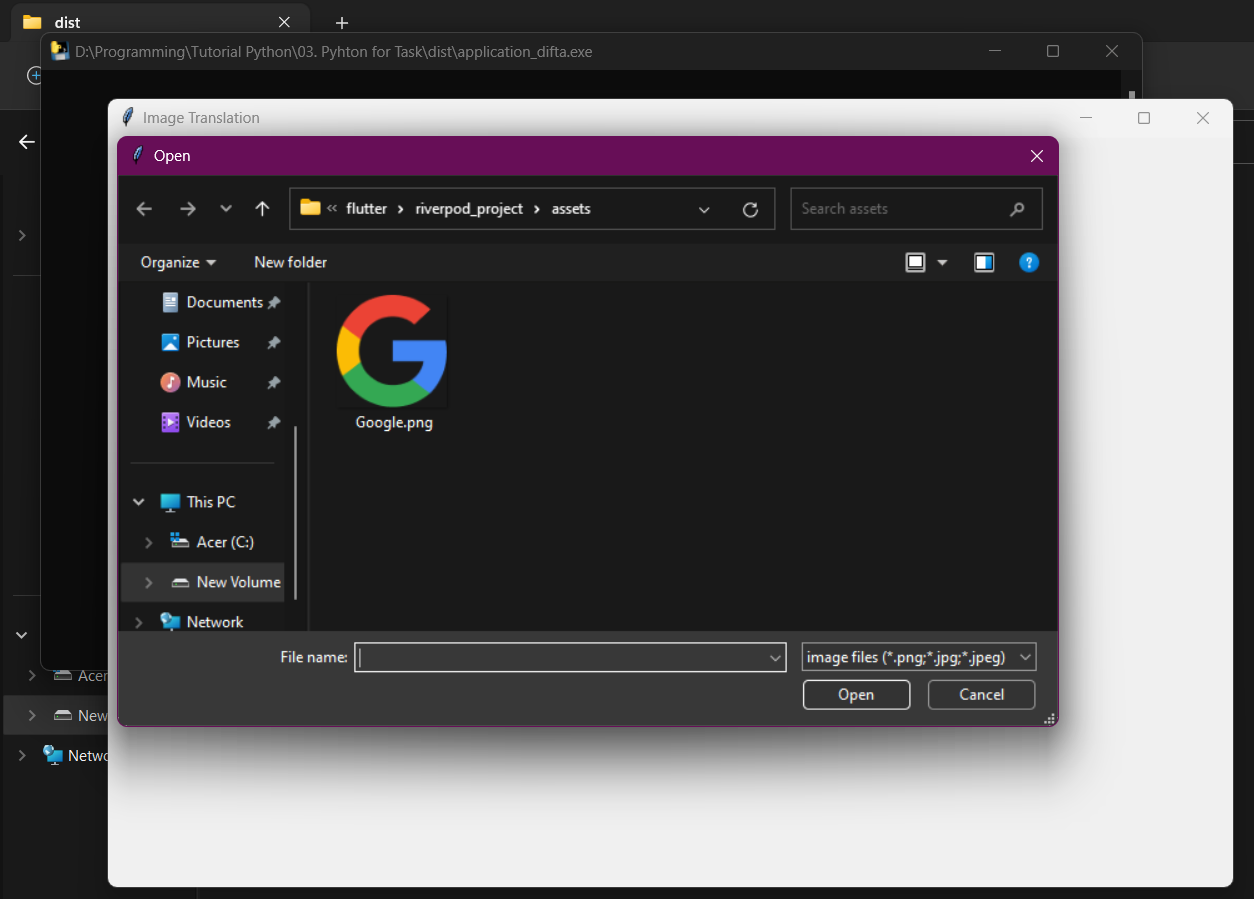 dist
D:\Programming\Tutorial Python\03. Pyhton for Task\dist\application_difta.exe
Image Translation
Open
« flutter › riverpod_project › assets
Search assets
Organize
New folder
Documents
Pictures
Music
Videos
Google.png
This PC
Acer (C:)
New Volume
Network
File name:
image files (*.png;*.jpg;*.jpeg)
Open
Cancel
Acer
New
Netwo